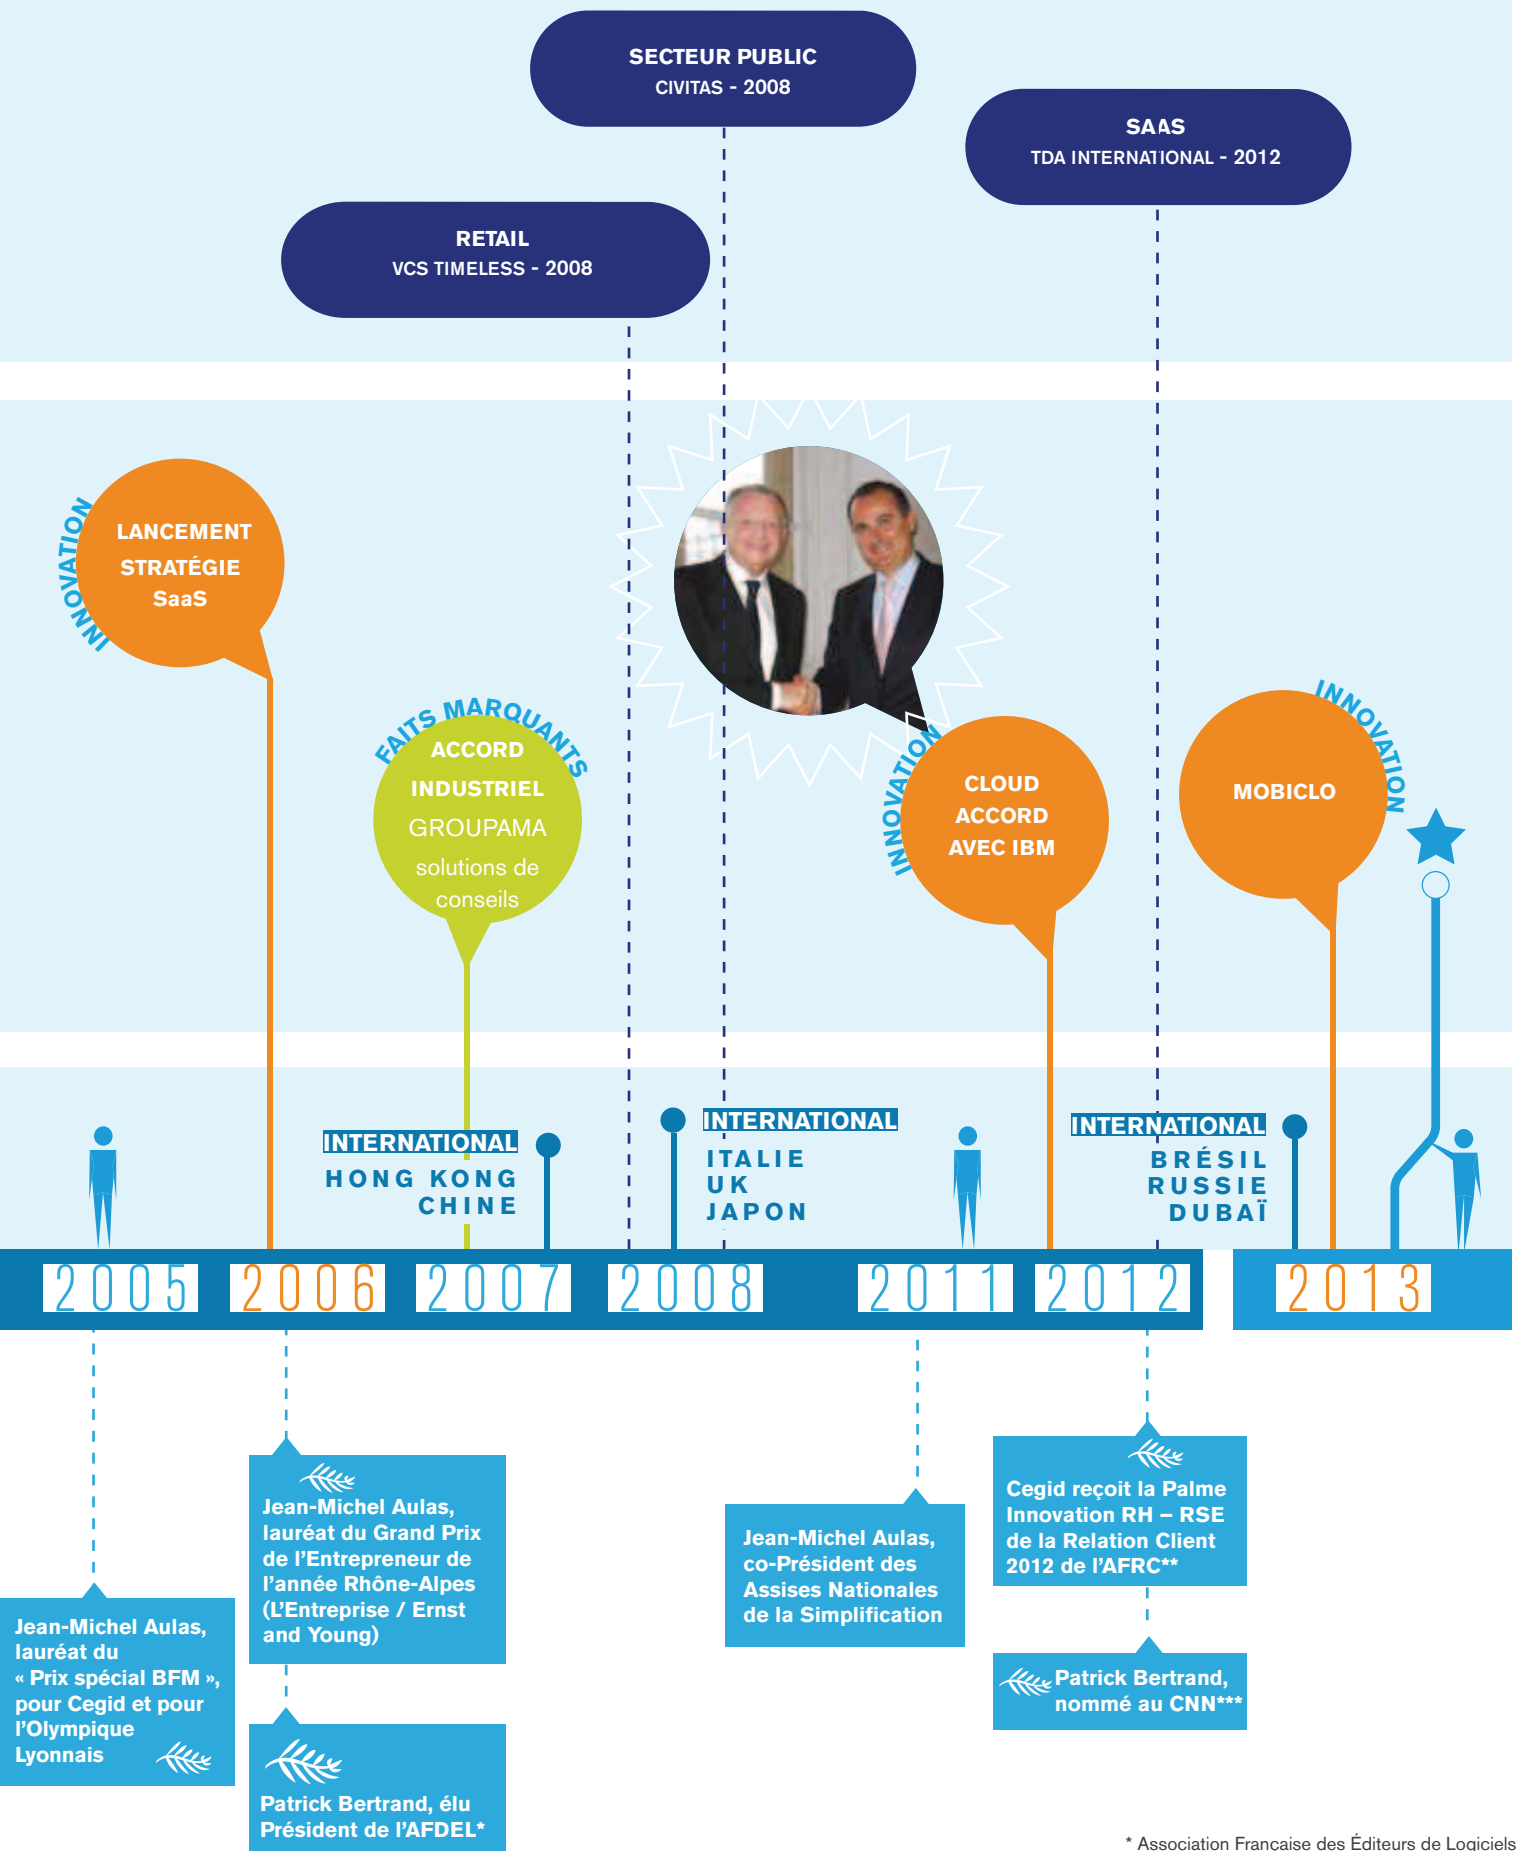 SECTEUR PUBLIC
CIVITAS - 2008
SAAS
TDA INTERNATIONAL - 2012
RETAIL
VCS TIMELESS - 2008
INNOVATION
LANCEMENT
STRATÉGIE
SaaS
FAITS MARQUANTS
ACCORD
INDUSTRIEL
GROUPAMA
solutions de
conseils
INNOVATION
CLOUD
ACCORD
AVEC IBM
INNOVATION
MOBICLO
INTERNATIONAL
HONG KONG
CHINE
INTERNATIONAL
ITALIE
UK
JAPON
INTERNATIONAL
BRÉSIL
RUSSIE
DUBAÏ
2005
2006
2007
2008
2011
2012
2013
Jean-Michel Aulas,
lauréat du
« Prix spécial BFM »,
pour Cegid et pour
l'Olympique
Lyonnais
Jean-Michel Aulas,
lauréat du Grand Prix
de l'Entrepreneur de
l'année Rhône-Alpes
(L'Entreprise / Ernst
and Young)
Patrick Bertrand, élu
Président de l'AFDEL*
Jean-Michel Aulas,
co-Président des
Assises Nationales
de la Simplification
Cegid reçoit la Palme
Innovation RH – RSE
de la Relation Client
2012 de l'AFRC**
Patrick Bertrand,
nommé au CNN***
* Association Française des Éditeurs de Logiciels